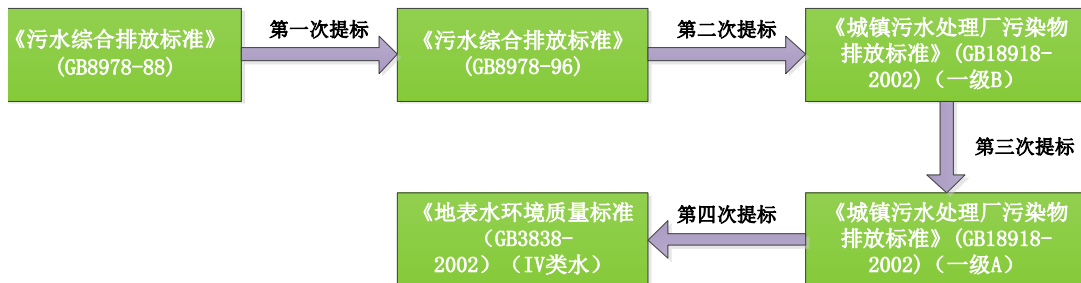 《污水综合排放标准》
(GB8978-88)
第一次提标
《污水综合排放标准》
(GB8978-96)
第二次提标
《城镇污水处理厂污染物
排放标准》(GB18918-
2002)（一级B）
第三次提标
《城镇污水处理厂污染物
排放标准》(GB18918-
2002)（一级A）
第四次提标
《地表水环境质量标准
（GB3838-
2002）（IV类水）